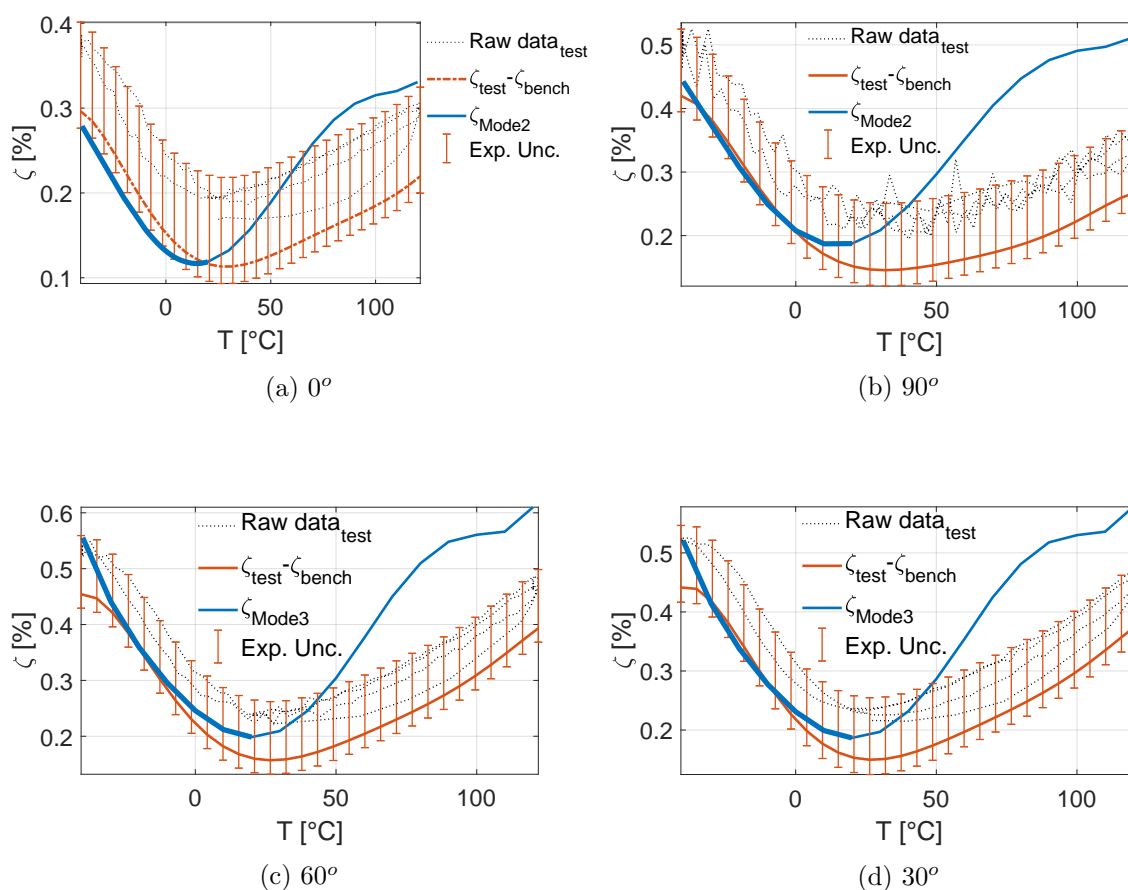 0.4
0.3
0.2
0.1
ζ [%]
0 50 100
T [°C]
Raw data_test
ζ_test-ζ_bench
ζ_Mode2
Exp. Unc.
(a) 0^o
0.5
0.4
0.3
0.2
ζ [%]
0 50 100
T [°C]
Raw data_test
ζ_test-ζ_bench
ζ_Mode2
Exp. Unc.
(b) 90^o
0.6
0.5
0.4
0.3
0.2
ζ [%]
0 50 100
T [°C]
Raw data_test
ζ_test-ζ_bench
ζ_Mode3
Exp. Unc.
(c) 60^o
0.5
0.4
0.3
0.2
ζ [%]
0 50 100
T [°C]
Raw data_test
ζ_test-ζ_bench
ζ_Mode3
Exp. Unc.
(d) 30^o